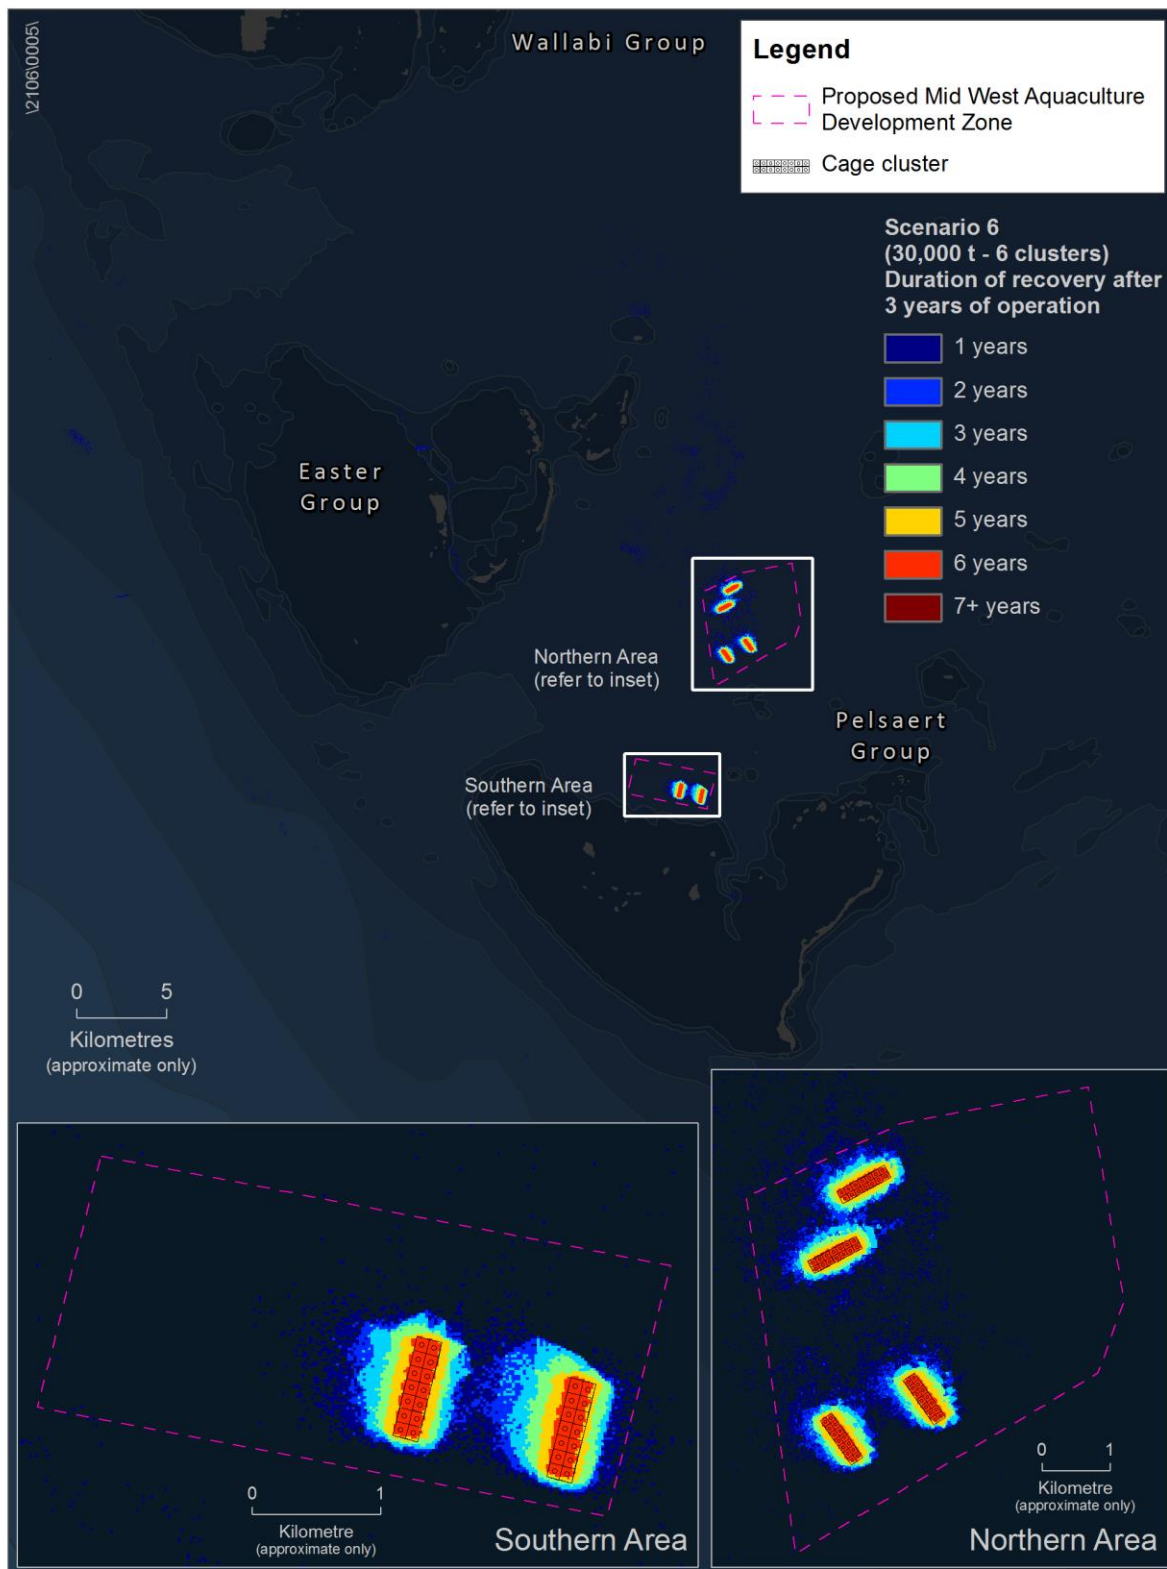 \2106\0005\
Wallabi Group
Legend
Proposed Mid West Aquaculture
Development Zone
Cage cluster
Scenario 6
(30,000 t - 6 clusters)
Duration of recovery after
3 years of operation
1 years
2 years
3 years
4 years
5 years
6 years
7+ years
Easter
Group
Northern Area
(refer to inset)
Pelsaert
Group
Southern Area
(refer to inset)
0 5
Kilometres
(approximate only)
0 1
Kilometre
(approximate only)
Southern Area
0 1
Kilometre
(approximate only)
Northern Area